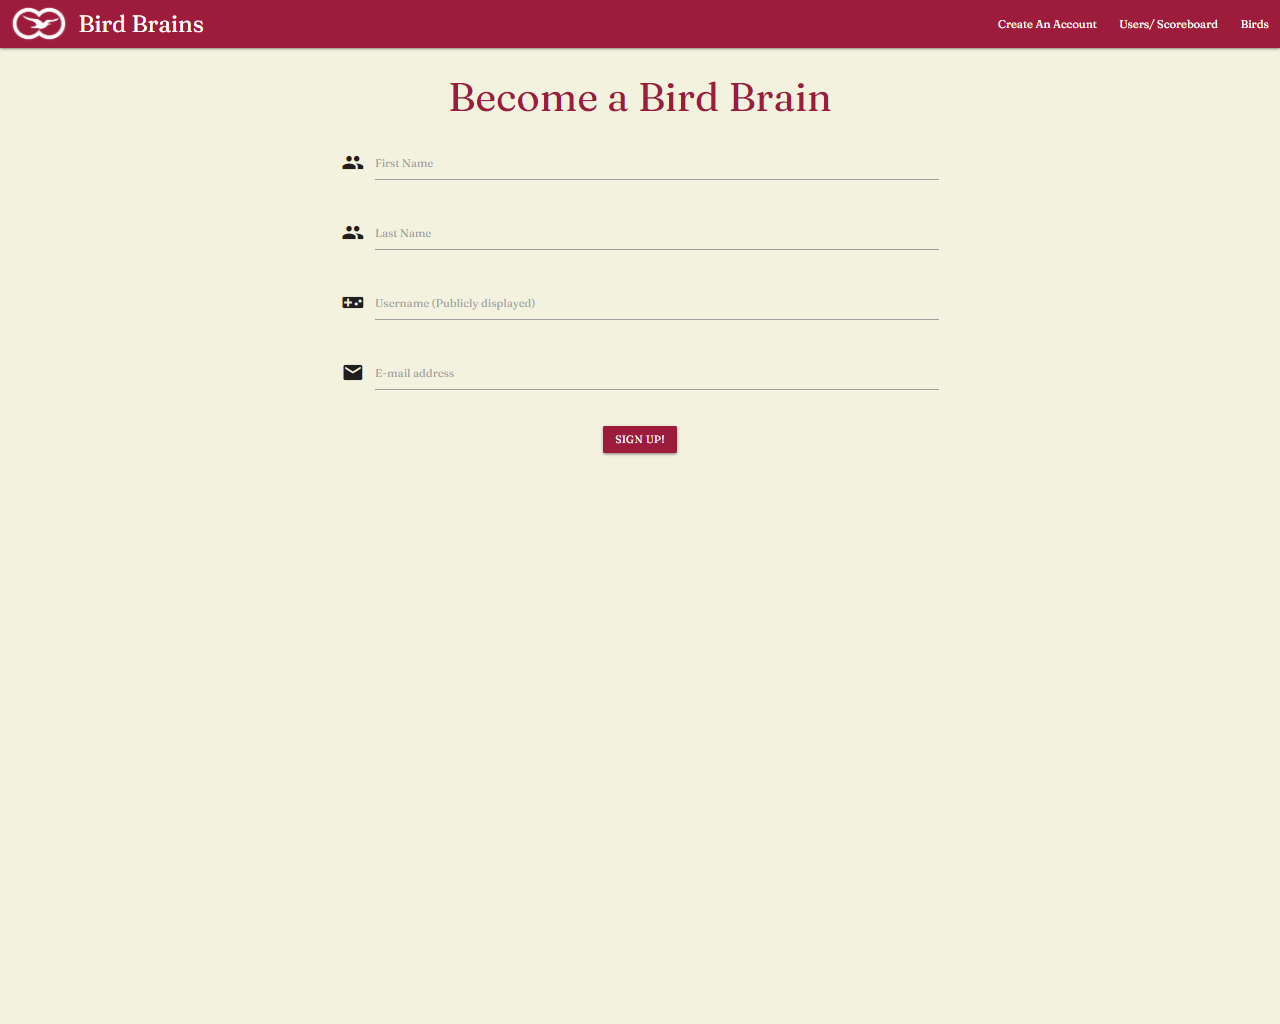 Bird Brains
Create An Account
Users/ Scoreboard
Birds
Become a Bird Brain
First Name
Last Name
Username (Publicly displayed)
E-mail address
SIGN UP!